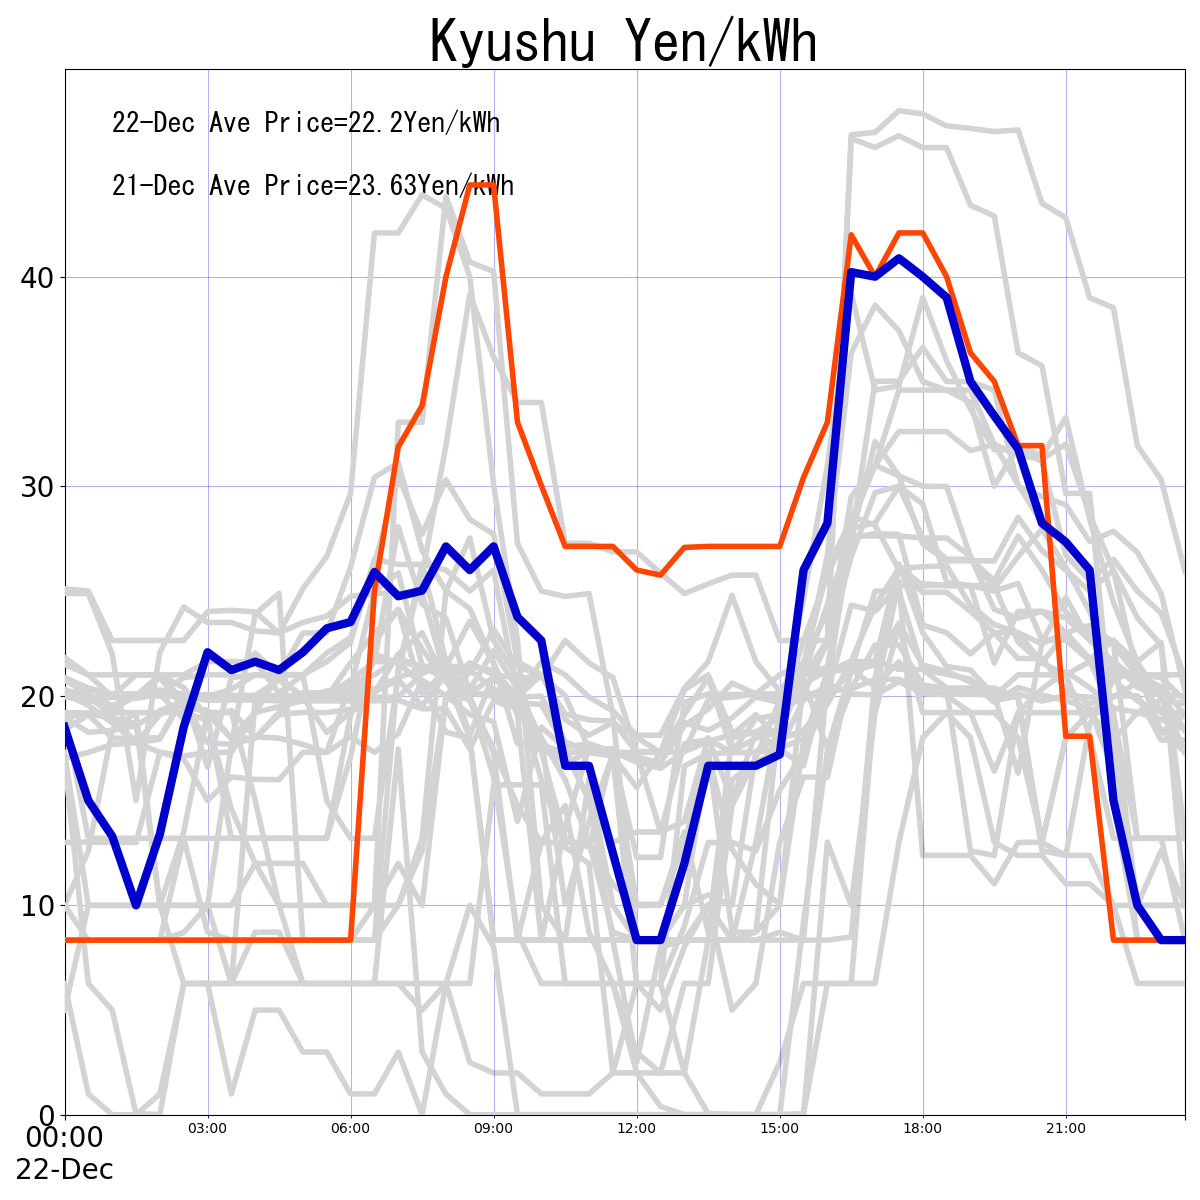 Kyushu Yen/kWh
22-Dec Ave Price=22.2Yen/kWh
21-Dec Ave Price=23.63Yen/kWh
40
30
20
10
0
00:00 03:00 06:00 09:00 12:00 15:00 18:00 21:00
22-Dec